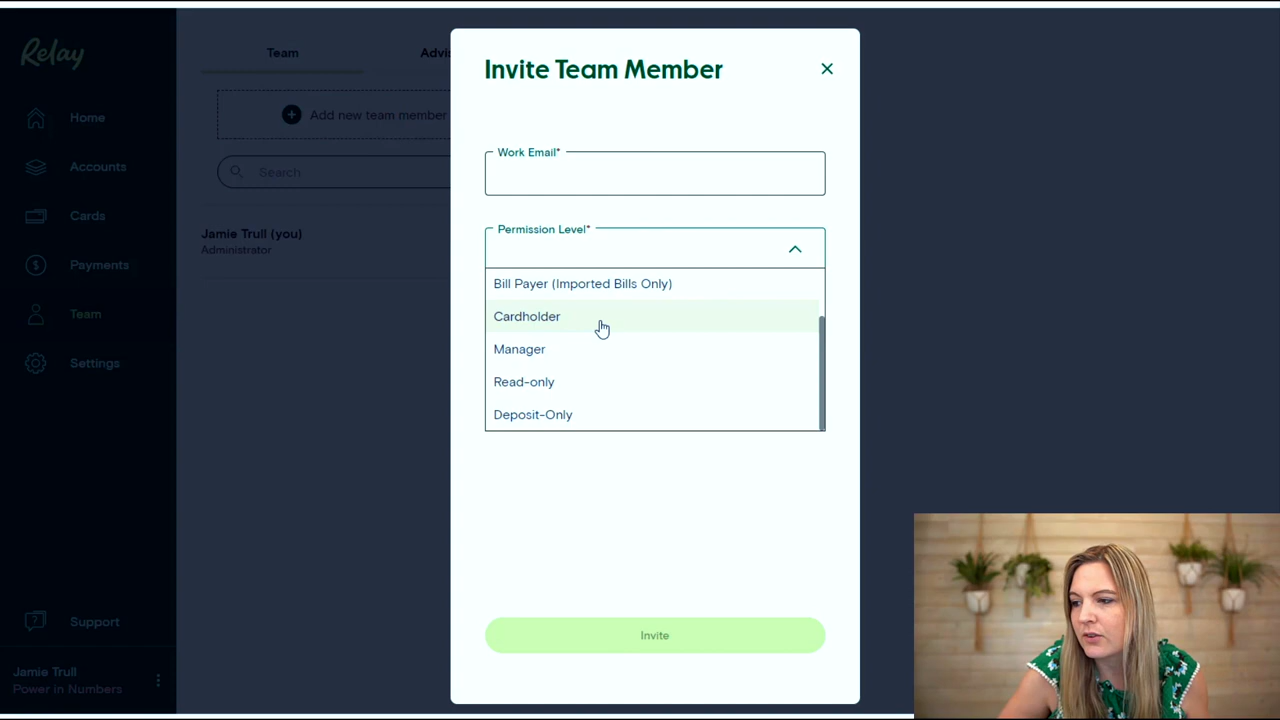 Relay
Home
Accounts
Cards
Payments
Team
Settings
Support
Jamie Trull
Power in Numbers
Team
Add new team member
Search
Jamie Trull (you)
Administrator
Invite Team Member
Work Email*
Permission Level*
Bill Payer (Imported Bills Only)
Cardholder
Manager
Read-only
Deposit-Only
Invite